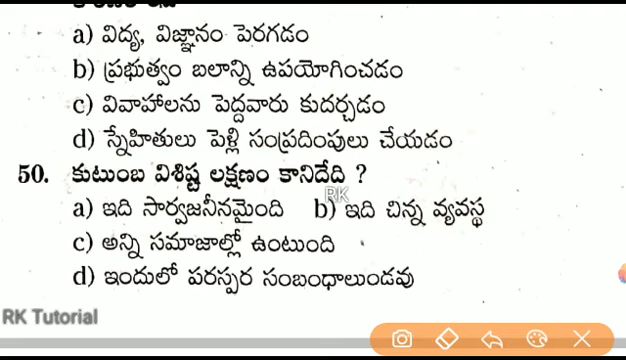 a) విద్య, విజ్ఞానం పెరగడం
b) ప్రభుత్వం బలాన్ని ఉపయోగించడం
c) వివాహాలను పెద్దవారు కుదర్చడం
d) స్నేహితులు పెళ్లి సంప్రదింపులు చేయడం
50. కుటుంబ విశిష్ట లక్షణం కానిదేది ?
RK
a) ఇది సార్వజనీనమైంది b) ఇది చిన్న వ్యవస్థ
c) అన్ని సమాజాల్లో ఉంటుంది
d) ఇందులో పరస్పర సంబంధాలుండవు
RK Tutorial